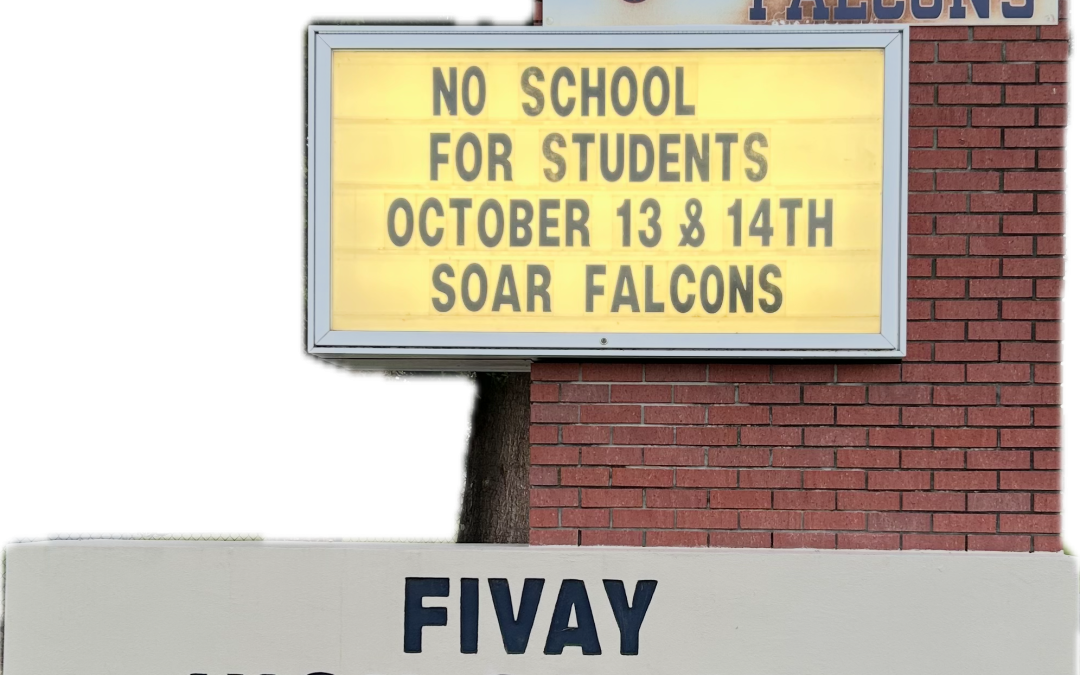 FALCONS
NO SCHOOL
FOR STUDENTS
OCTOBER 13 & 14TH
SOAR FALCONS
FIVAY